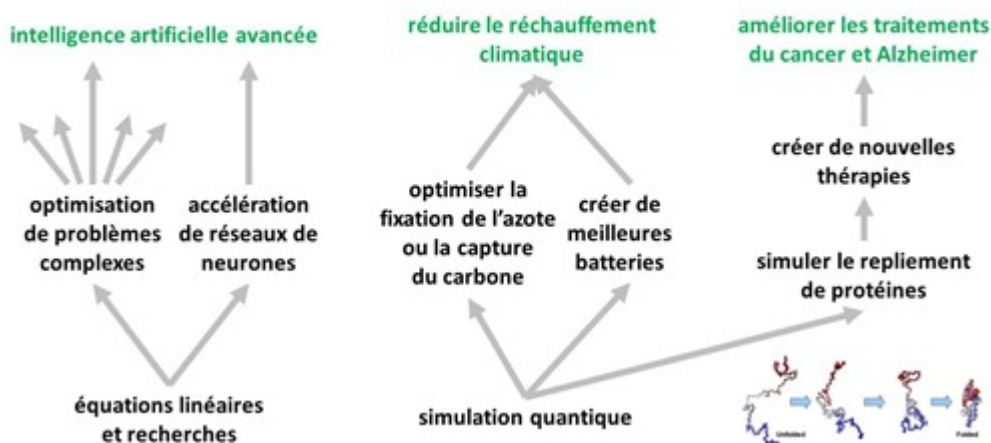 intelligence artificielle avancée
optimisation
de problèmes
complexes
accélération
de réseaux de
neurones
équations linéaires
et recherches
réduire le réchauffement
climatique
optimiser la
fixation de l'azote
ou la capture
du carbone
créer de
meilleures
batteries
simulation quantique
améliorer les traitements
du cancer et Alzheimer
créer de nouvelles
thérapies
simuler le repliement
de protéines
Unfolded
Folded